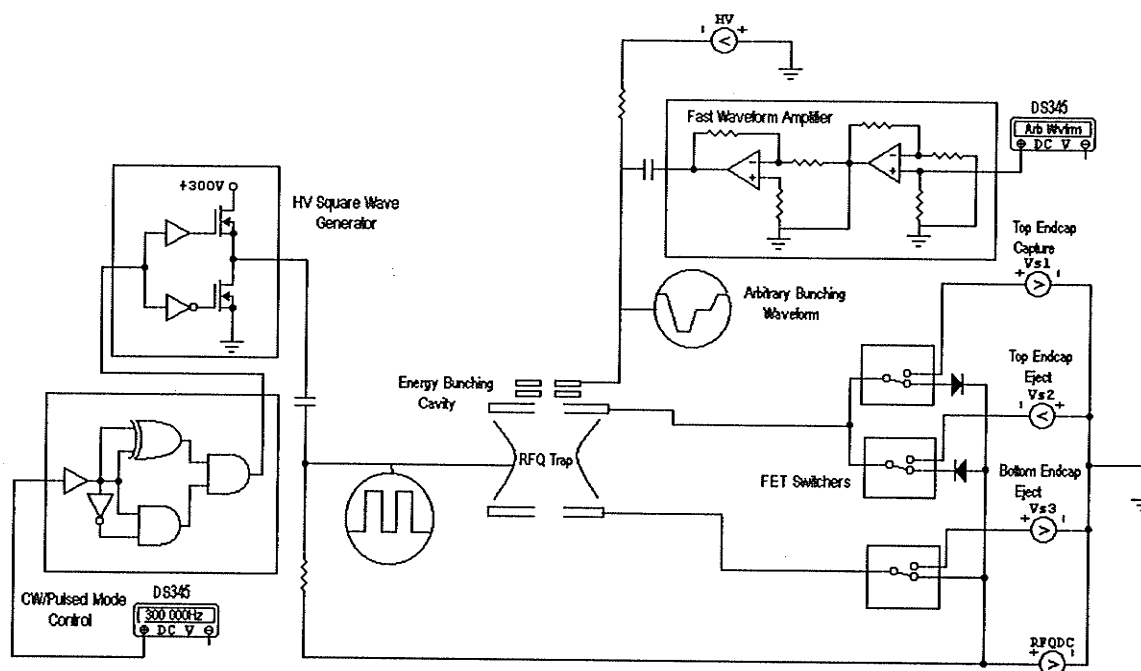 HV
Fast Waveform Amplifier
DS345
Arb Wvfrm
DC V
+300V
HV Square Wave
Generator
Top Endcap
Capture
Vs1
Arbitrary Bunching
Waveform
Energy Bunching
Cavity
Top Endcap
Eject
Vs2
RFQ Trap
FET Switchers
Bottom Endcap
Eject
Vs3
CW/Pulsed Mode
Control
DS345
300 000Hz
DC V
RFQDC